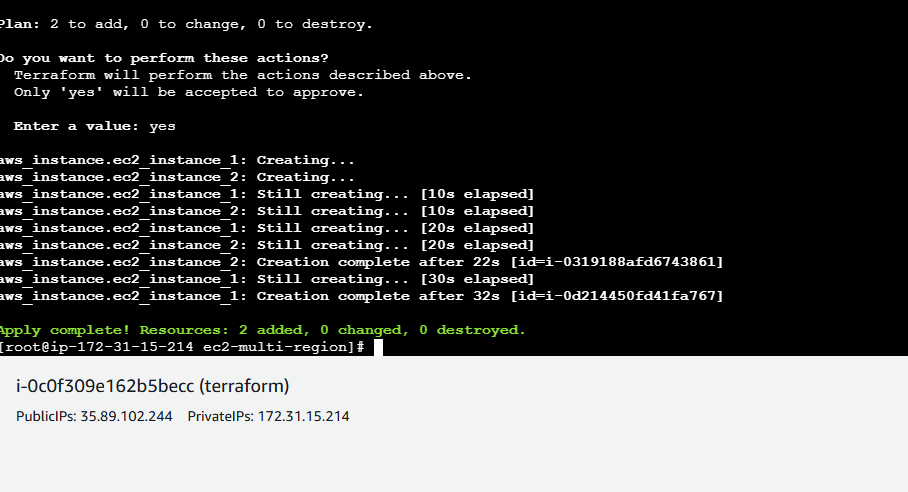 Plan: 2 to add, 0 to change, 0 to destroy.
Do you want to perform these actions?
Terraform will perform the actions described above.
Only 'yes' will be accepted to approve.
Enter a value: yes
aws_instance.ec2_instance_1: Creating...
aws_instance.ec2_instance_2: Creating...
aws_instance.ec2_instance_1: Still creating... [10s elapsed]
aws_instance.ec2_instance_2: Still creating... [10s elapsed]
aws_instance.ec2_instance_1: Still creating... [20s elapsed]
aws_instance.ec2_instance_2: Still creating... [20s elapsed]
aws_instance.ec2_instance_2: Creation complete after 22s [id=i-0319188afd6743861]
aws_instance.ec2_instance_1: Still creating... [30s elapsed]
aws_instance.ec2_instance_1: Creation complete after 32s [id=i-0d214450fd41fa767]
Apply complete! Resources: 2 added, 0 changed, 0 destroyed.
[root@ip-172-31-15-214 ec2-multi-region]#
i-0c0f309e162b5becc (terraform)
PublicIPs: 35.89.102.244 PrivateIPs: 172.31.15.214